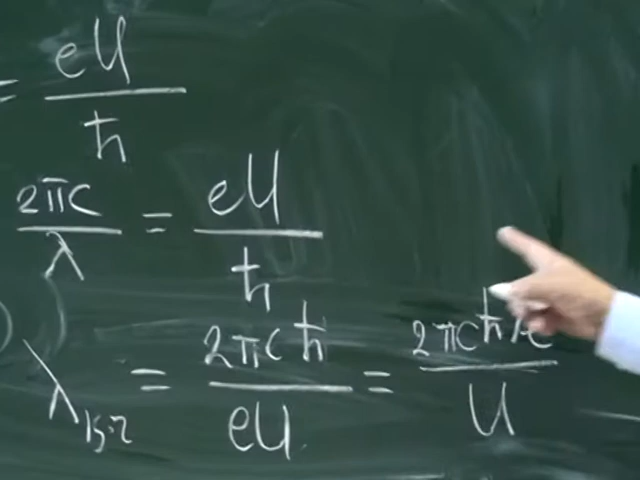 = eU / ħ
2πc / λ = eU / ħ
λ = 2πcħ / eU = 2πcħ/e / U